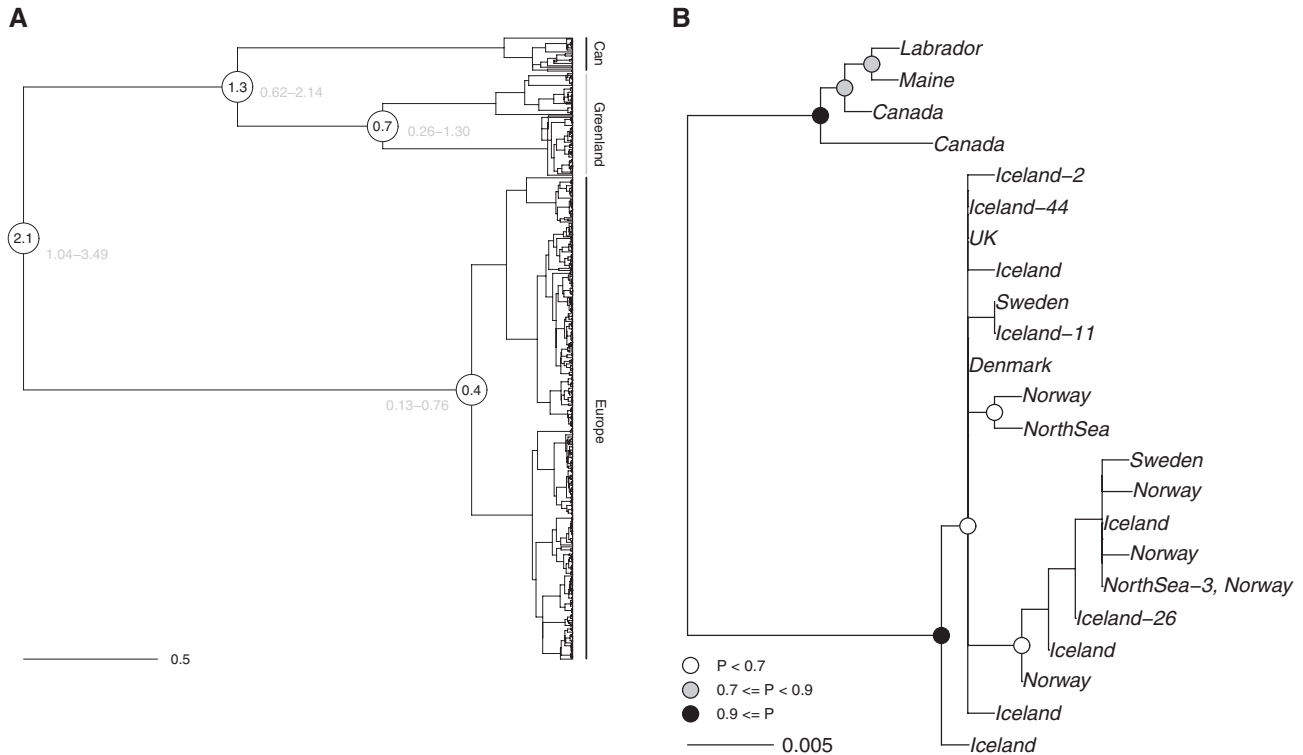 A
Can
1.3
0.62–2.14
0.7
0.26–1.30
Greenland
2.1
1.04–3.49
0.4
0.13–0.76
Europe
0.5
B
Labrador
Maine
Canada
Canada
Iceland−2
Iceland−44
UK
Iceland
Sweden
Iceland−11
Denmark
Norway
NorthSea
Sweden
Norway
Iceland
Norway
NorthSea−3, Norway
Iceland−26
Iceland
Norway
Iceland
Iceland
P < 0.7
0.7 <= P < 0.9
0.9 <= P
0.005